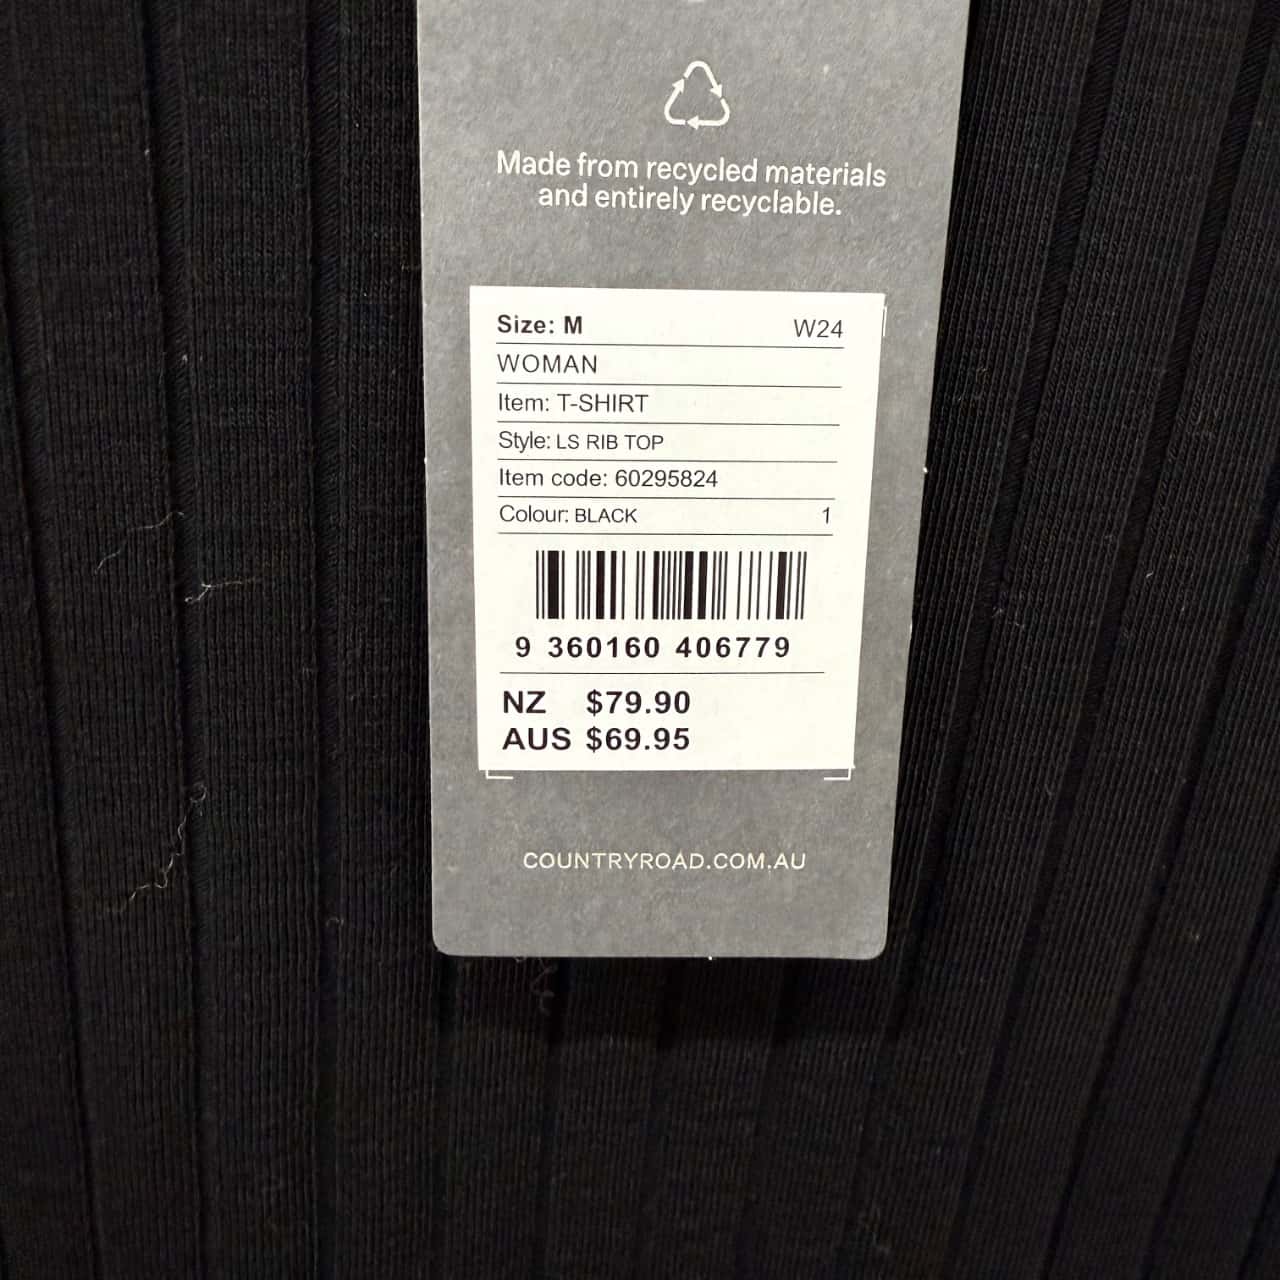 Made from recycled materials
and entirely recyclable.
Size: M W24
WOMAN
Item: T-SHIRT
Style: LS RIB TOP
Item code: 60295824
Colour: BLACK 1
9 360160 406779
NZ $79.90
AUS $69.95
COUNTRYROAD.COM.AU